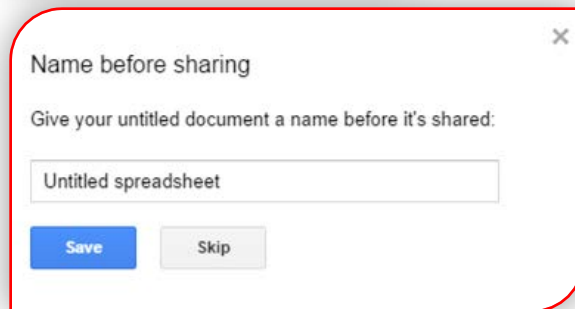 Name before sharing
Give your untitled document a name before it's shared:
Untitled spreadsheet
Save Skip